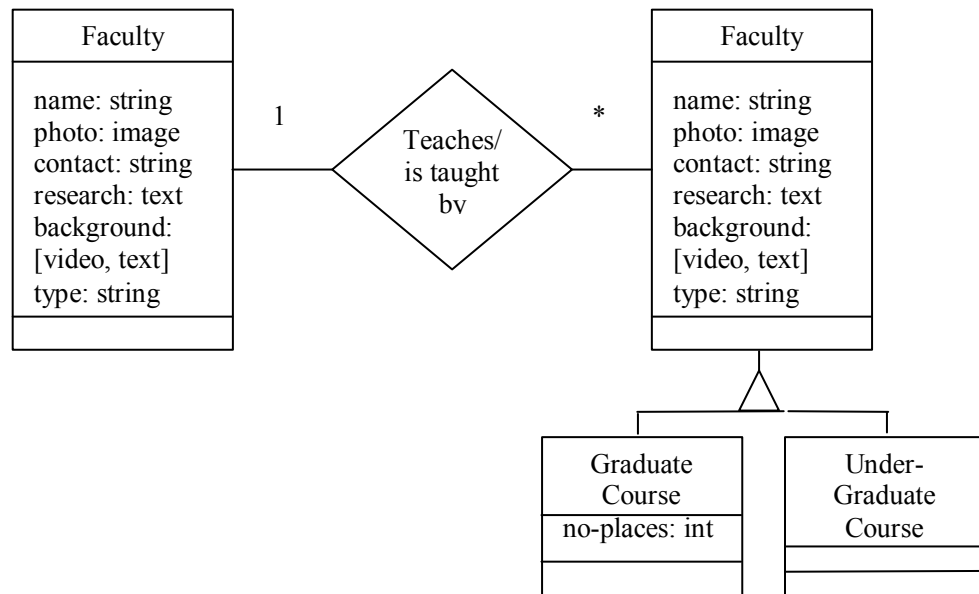 Faculty
name: string
photo: image
contact: string
research: text
background:
[video, text]
type: string
1
Teaches/
is taught
bv
*
Faculty
name: string
photo: image
contact: string
research: text
background:
[video, text]
type: string
Graduate
Course
no-places: int
Under-
Graduate
Course